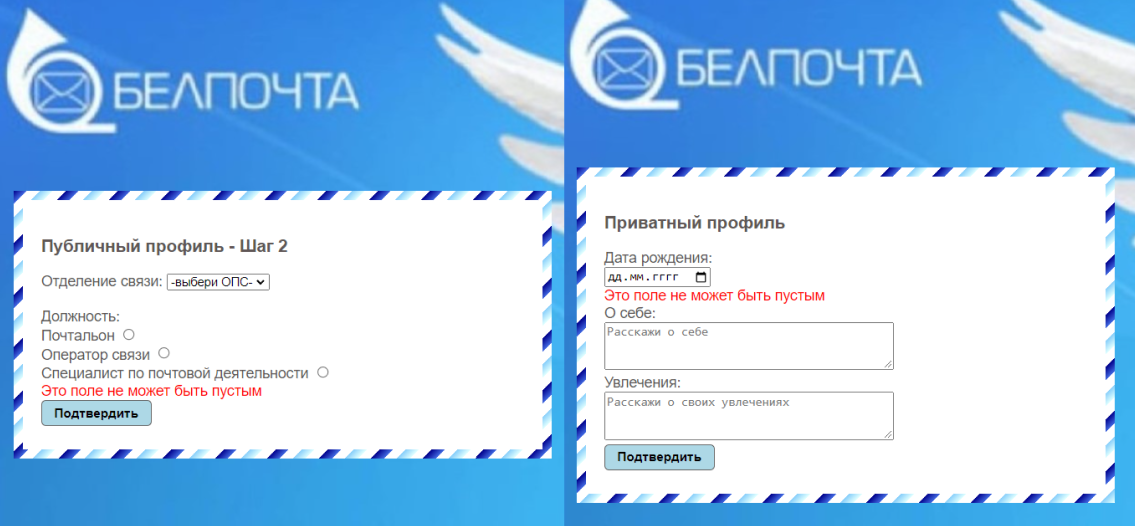 БЕЛПОЧТА
Публичный профиль - Шаг 2
Отделение связи: -выбери ОПС-
Должность:
Почтальон
Оператор связи
Специалист по почтовой деятельности
Это поле не может быть пустым
Подтвердить
БЕЛПОЧТА
Приватный профиль
Дата рождения:
дд.мм.гггг
Это поле не может быть пустым
О себе:
Расскажи о себе
Увлечения:
Расскажи о своих увлечениях
Подтвердить